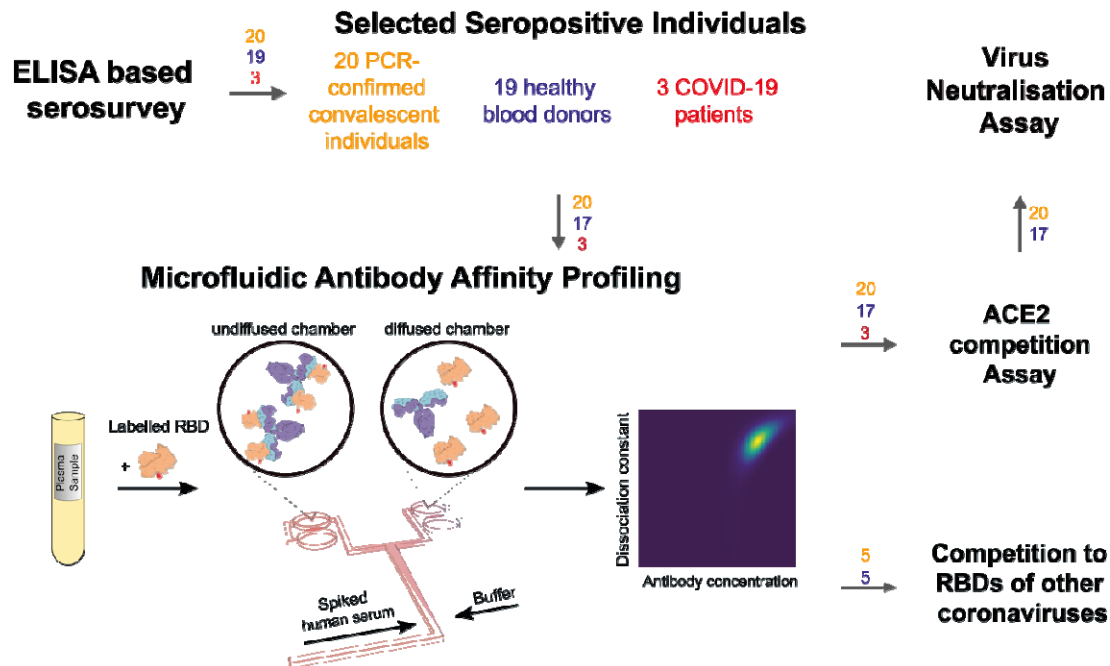 Selected Seropositive Individuals
ELISA based
serosurvey
20
19
3
20 PCR-
confirmed
convalescent
individuals
19 healthy
blood donors
3 COVID-19
patients
Virus
Neutralisation
Assay
20
17
3
20
17
Microfluidic Antibody Affinity Profiling
undiffused chamber
diffused chamber
Labelled RBD
+
Plasma
Sample
Spiked
human serum
Buffer
Dissociation constant
Antibody concentration
20
17
3
ACE2
competition
Assay
5
5
Competition to
RBDs of other
coronaviruses